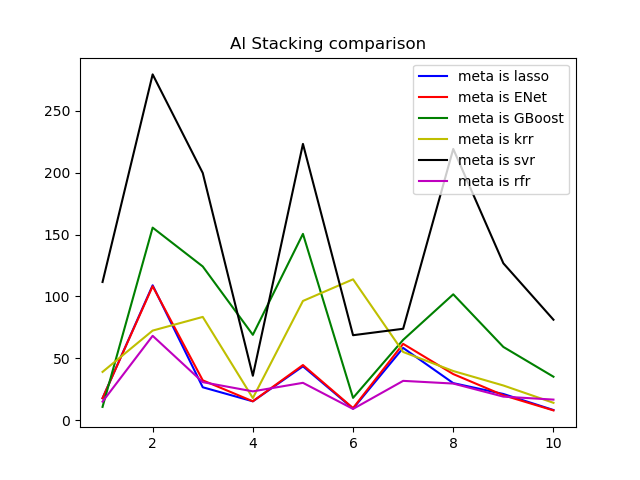 Al Stacking comparison
meta is lasso
meta is ENet
meta is GBoost
meta is krr
meta is svr
meta is rfr
250
200
150
100
50
0
2
4
6
8
10